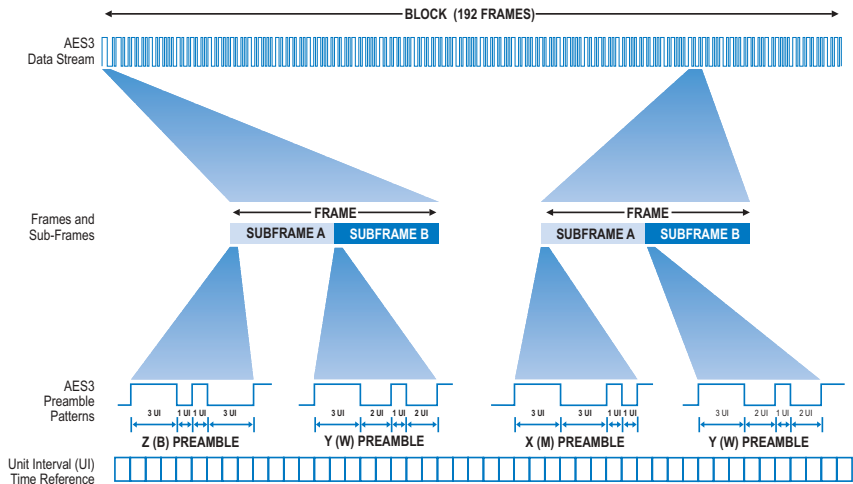 BLOCK (192 FRAMES)
AES3
Data Stream
Frames and
Sub-Frames
FRAME
SUBFRAME A SUBFRAME B
FRAME
SUBFRAME A SUBFRAME B
AES3
Preamble
Patterns
3 UI 1 UI 1 UI 3 UI
Z (B) PREAMBLE
3 UI 2 UI 1 UI 2 UI
Y (W) PREAMBLE
3 UI 3 UI 1 UI 1 UI
X (M) PREAMBLE
3 UI 2 UI 1 UI 2 UI
Y (W) PREAMBLE
Unit Interval (UI)
Time Reference